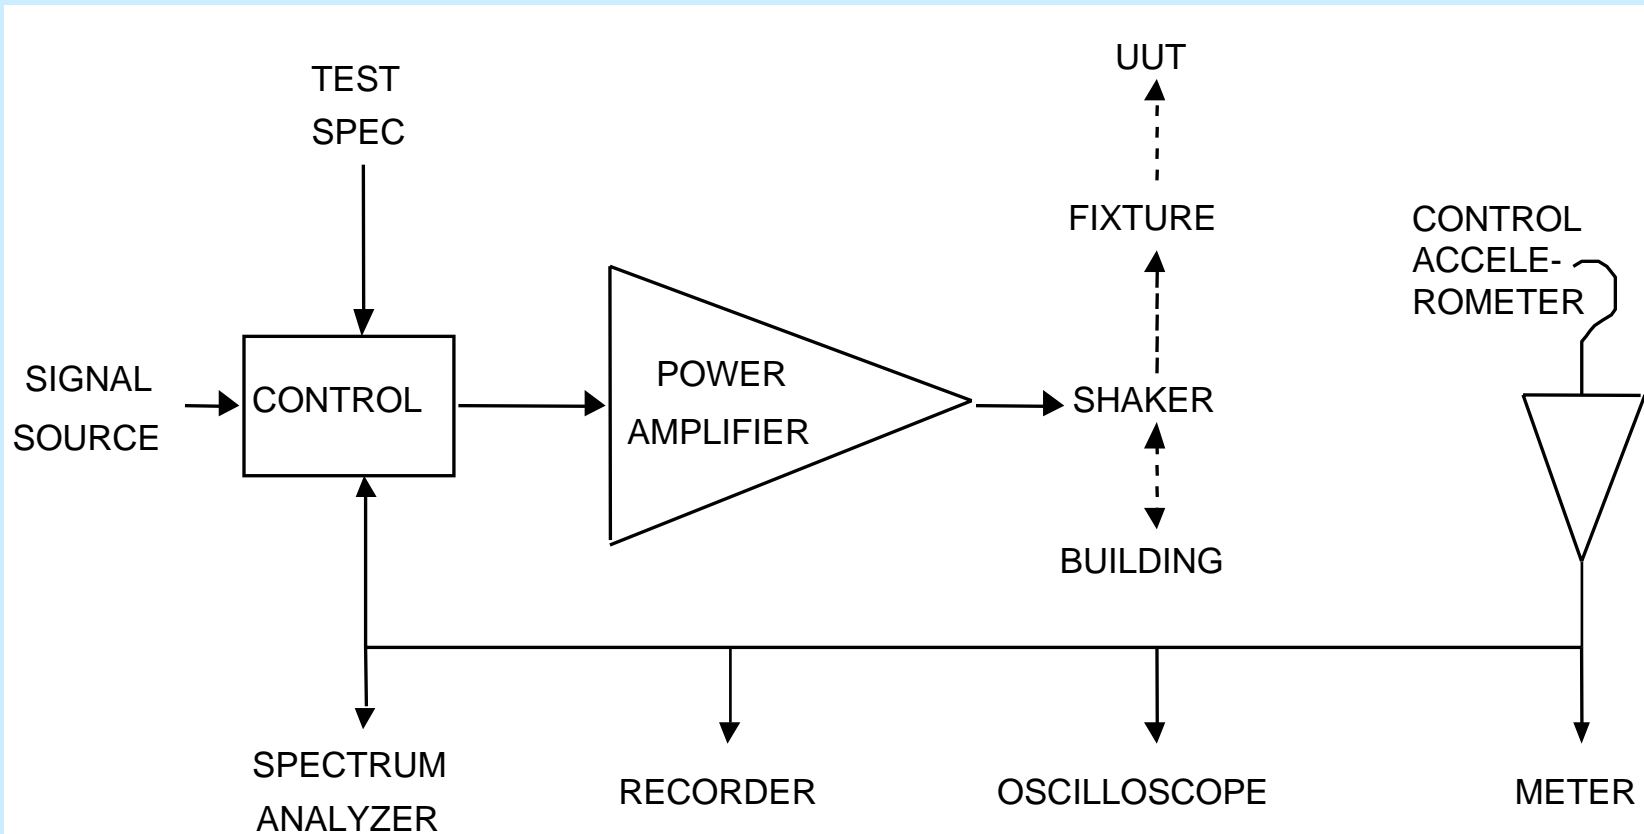 UUT
TEST
SPEC
FIXTURE
CONTROL
ACCELE-
ROMETER
SIGNAL
SOURCE
CONTROL
POWER
AMPLIFIER
SHAKER
BUILDING
SPECTRUM
ANALYZER
RECORDER
OSCILLOSCOPE
METER